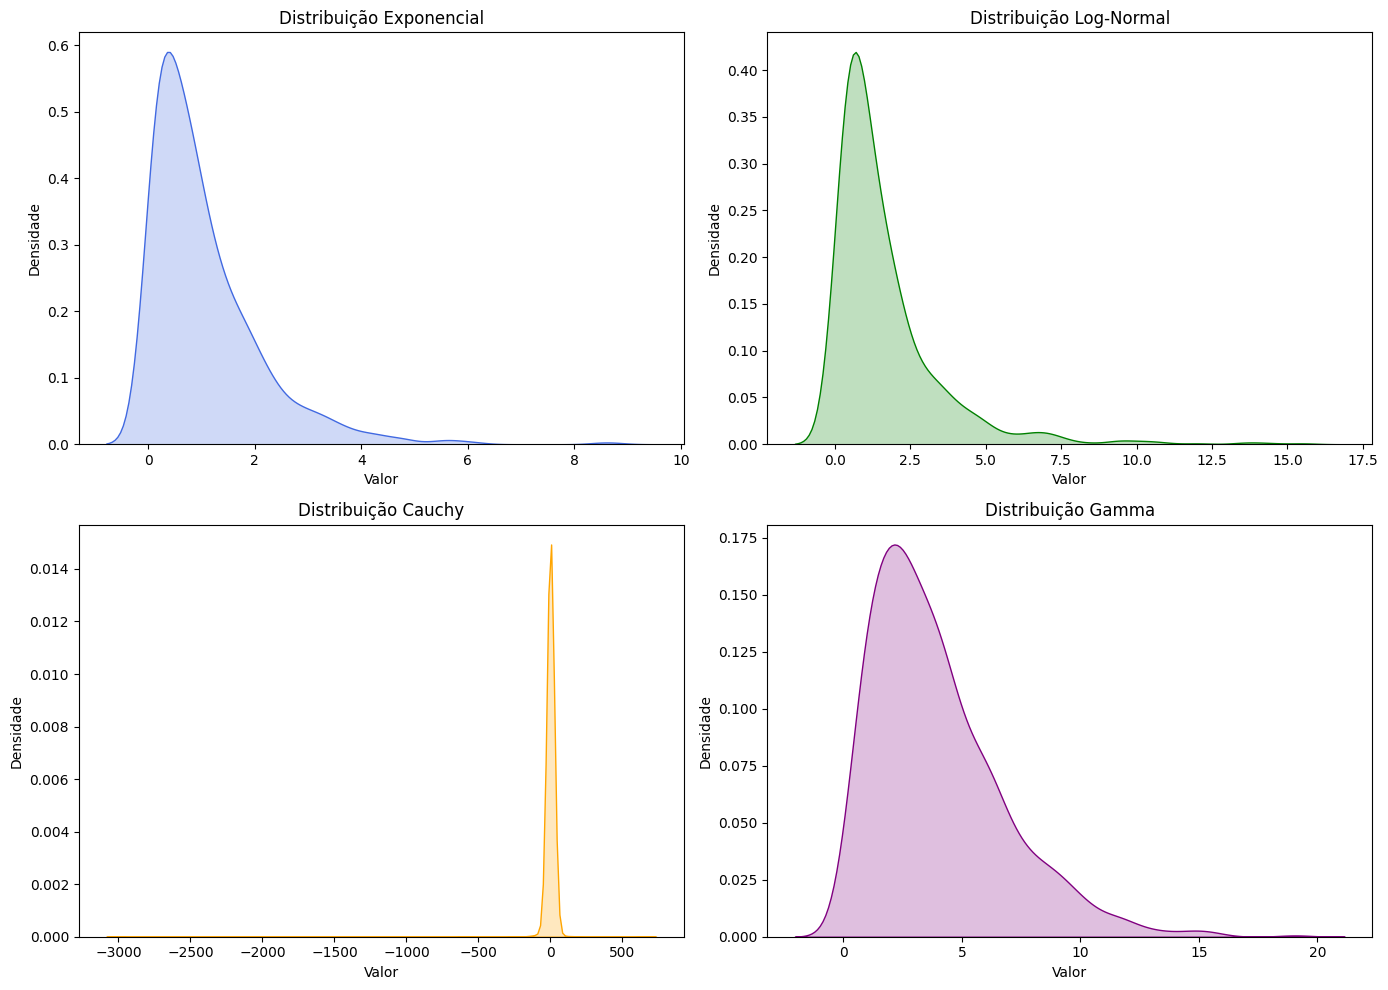 Distribuição Exponencial
Densidade
0.6
0.5
0.4
0.3
0.2
0.1
0.0
0 2 4 6 8 10
Valor
Distribuição Log-Normal
Densidade
0.40
0.35
0.30
0.25
0.20
0.15
0.10
0.05
0.00
0.0 2.5 5.0 7.5 10.0 12.5 15.0 17.5
Valor
Distribuição Cauchy
Densidade
0.014
0.012
0.010
0.008
0.006
0.004
0.002
0.000
−3000 −2500 −2000 −1500 −1000 −500 0 500
Valor
Distribuição Gamma
Densidade
0.175
0.150
0.125
0.100
0.075
0.050
0.025
0.000
0 5 10 15 20
Valor